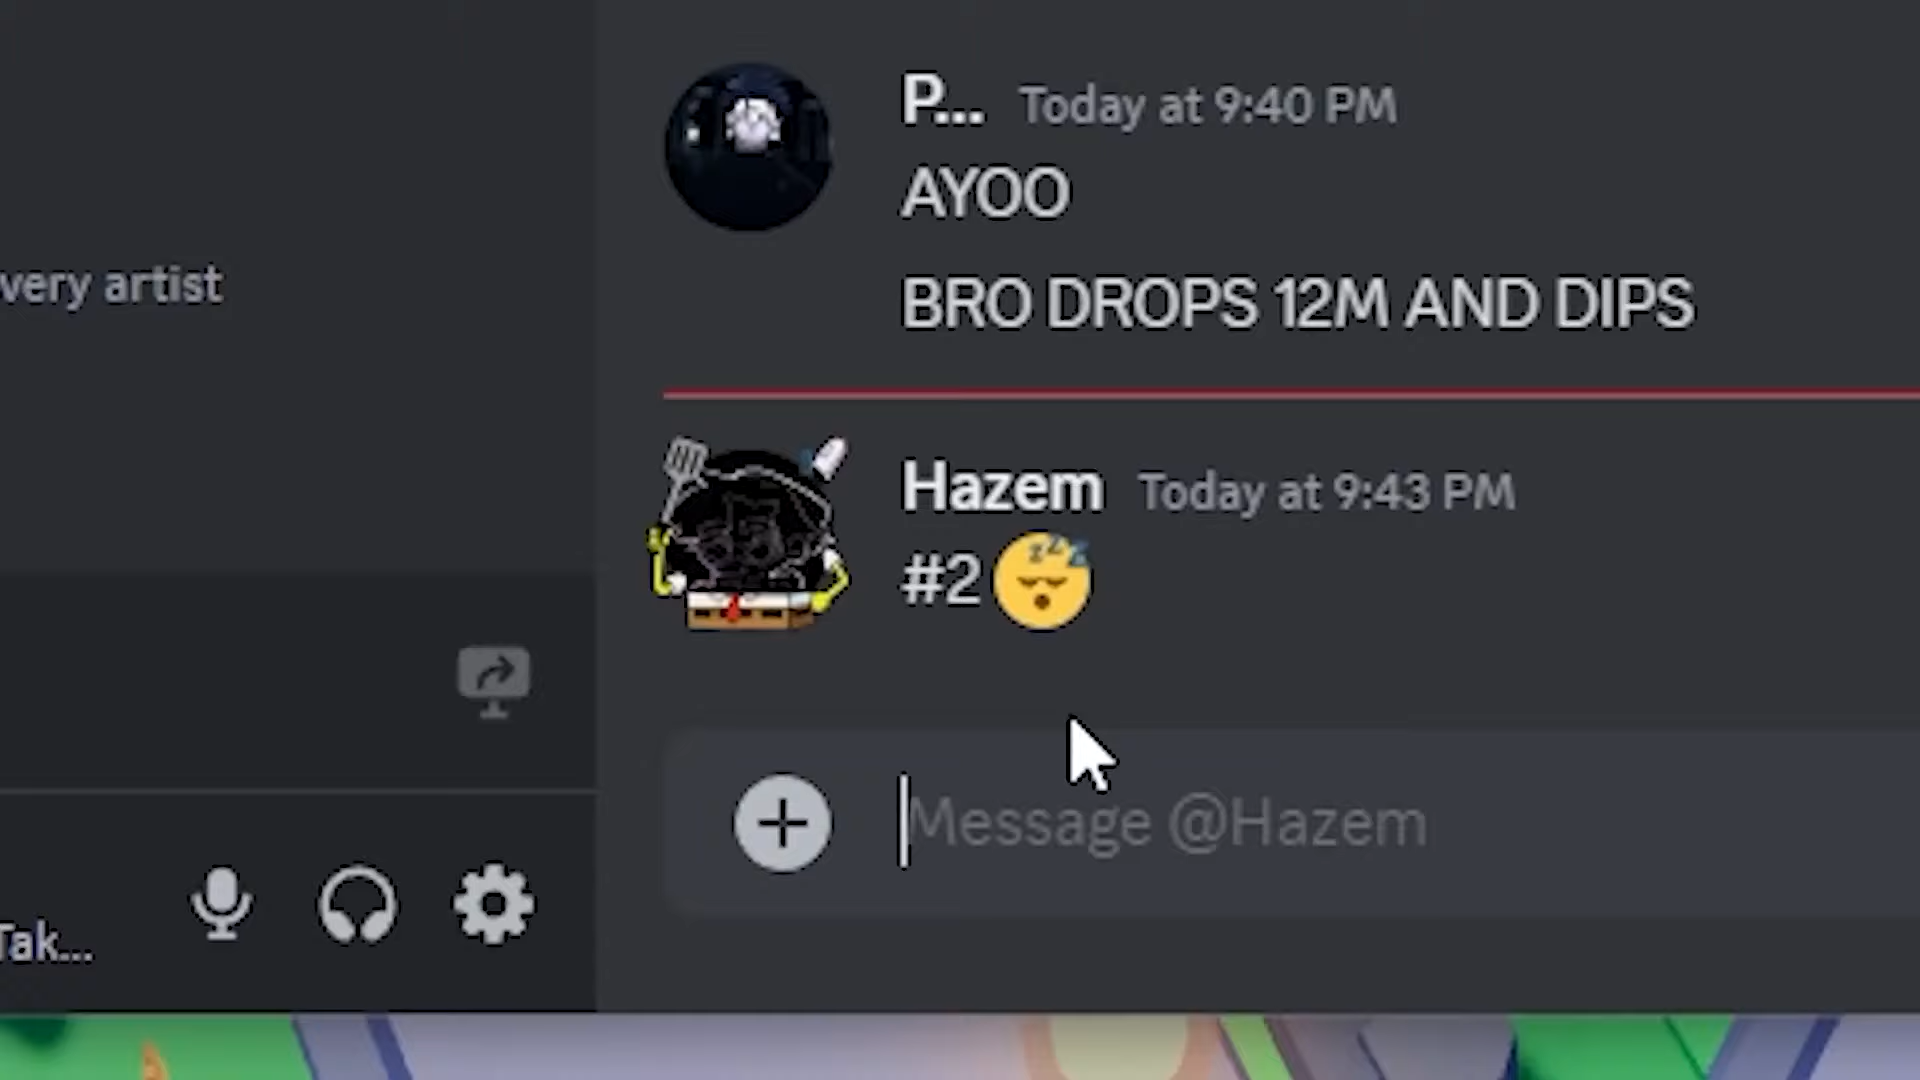 P... Today at 9:40 PM
AYOO
BRO DROPS 12M AND DIPS
very artist
Hazem Today at 9:43 PM
#2😴
Message @Hazem
Tak...